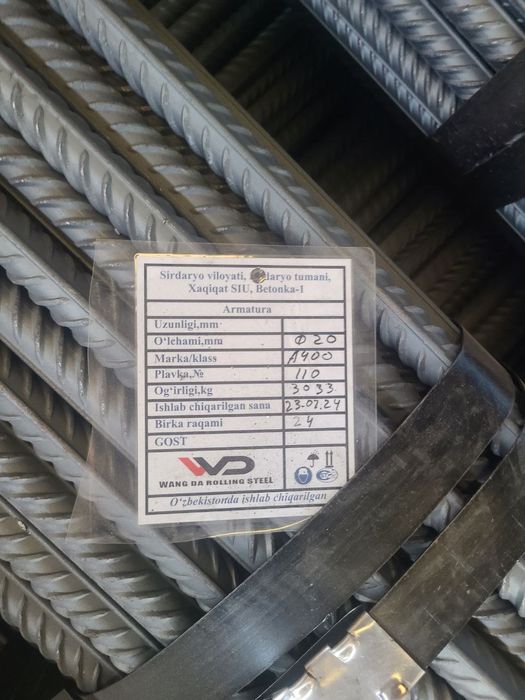 Sirdaryo viloyati, daryo tumani,
Xaqiqat SIU, Betonka-1
Armatura
Uzunligi,mm
O'lchami,mm Φ20
Marka/klass A400
Plavka,№ 110
Og'irligi,kg 3033
Ishlab chiqarilgan sana 23-07.24
Birka raqami 24
GOST
WD
WANG DA ROLLING STEEL
O'zbekistonda ishlab chiqarilgan